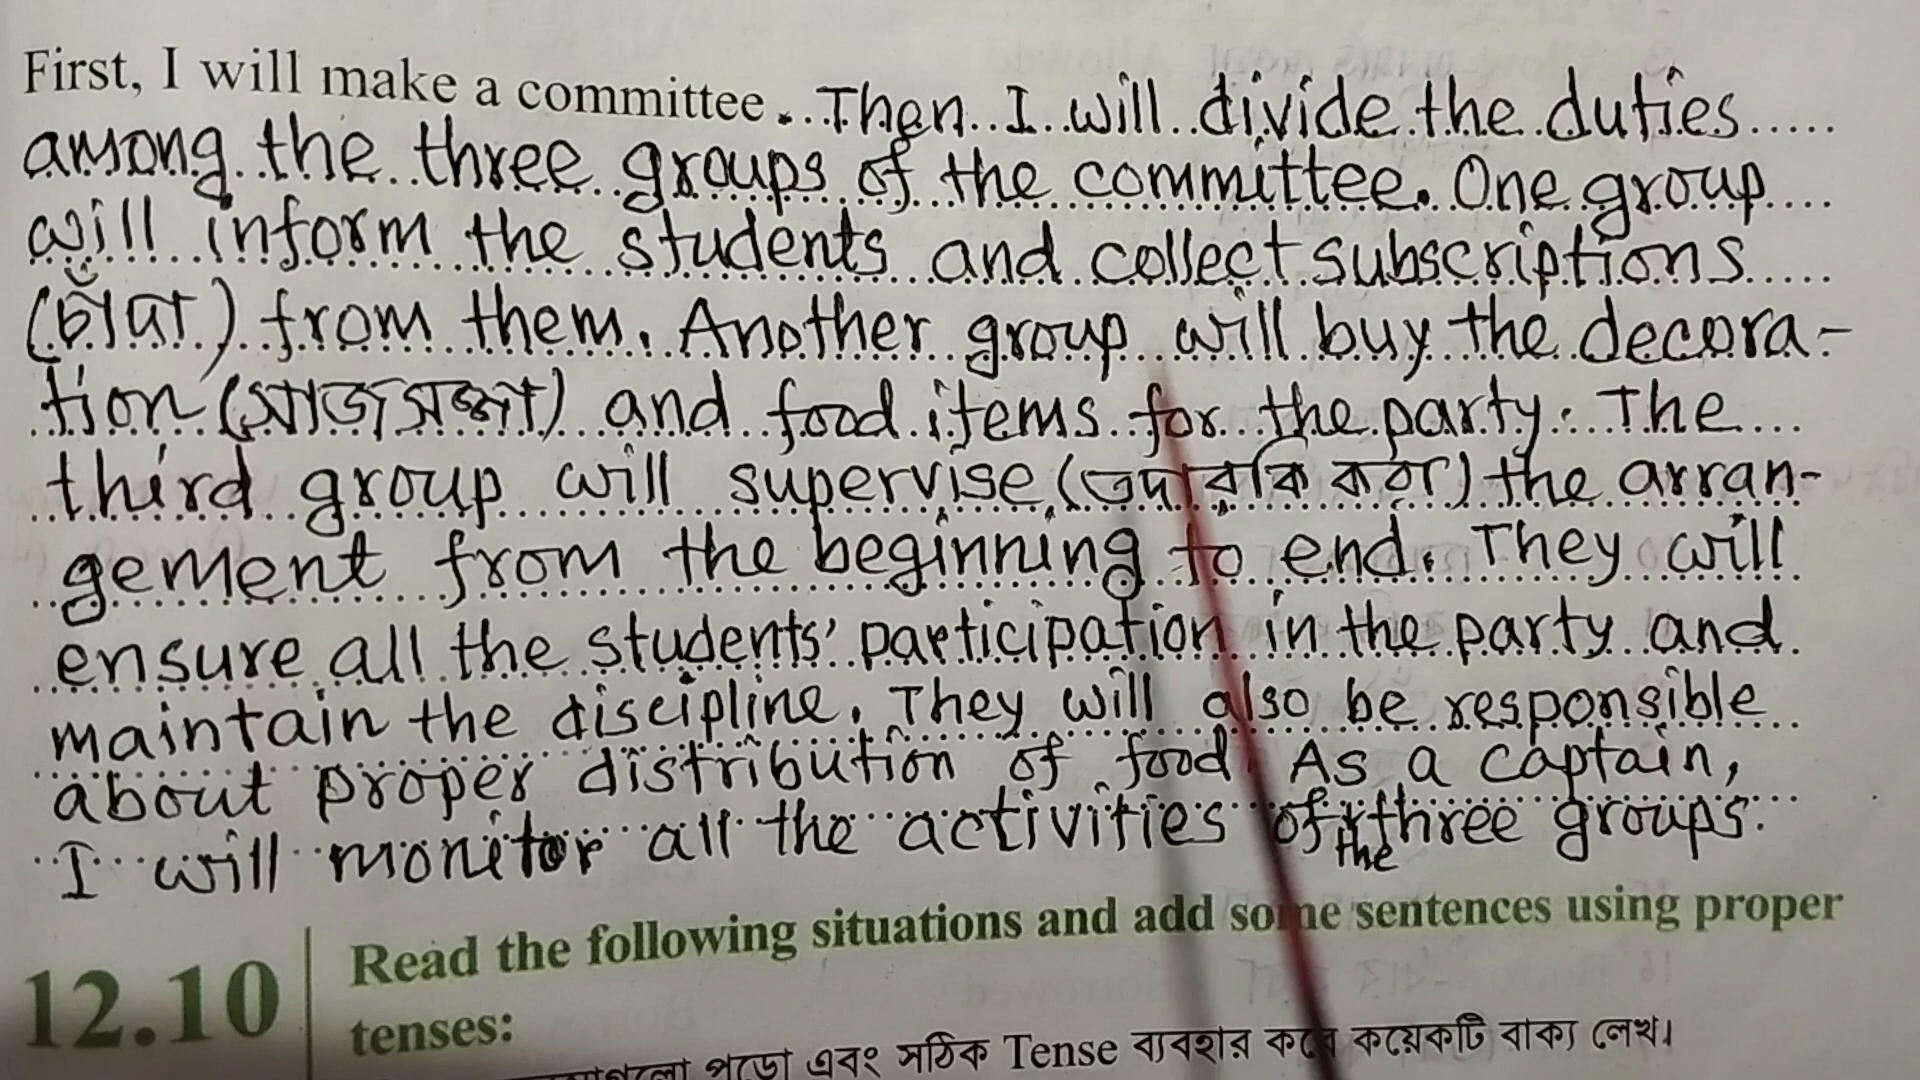 First, I will make a committee. Then I will divide the duties
among the three groups of the committee. One group
will inform the students and collect subscriptions
(চাঁদা) from them. Another group will buy the decora-
tion (সাজসজ্জা) and food items for the party. The
third group will supervise (তদারকি করা) the arran-
gement from the beginning to end. They will
ensure all the students' participation in the party and
maintain the discipline. They will also be responsible
about proper distribution of food. As a captain,
I will monitor all the activities of the three groups.
12.10 Read the following situations and add some sentences using proper
tenses:
পড়ো এবং সঠিক Tense ব্যবহার করে কয়েকটি বাক্য লেখ।